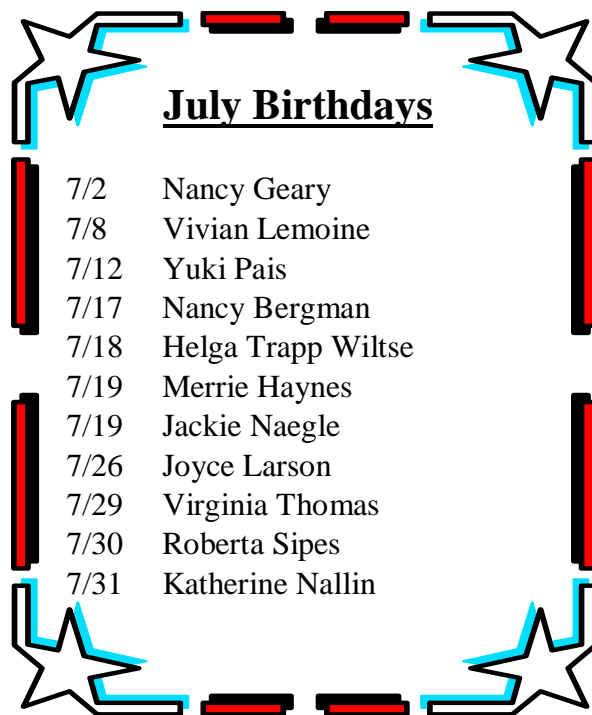 July Birthdays
7/2 Nancy Geary
7/8 Vivian Lemoine
7/12 Yuki Pais
7/17 Nancy Bergman
7/18 Helga Trapp Wiltse
7/19 Merrie Haynes
7/19 Jackie Naegle
7/26 Joyce Larson
7/29 Virginia Thomas
7/30 Roberta Sipes
7/31 Katherine Nallin